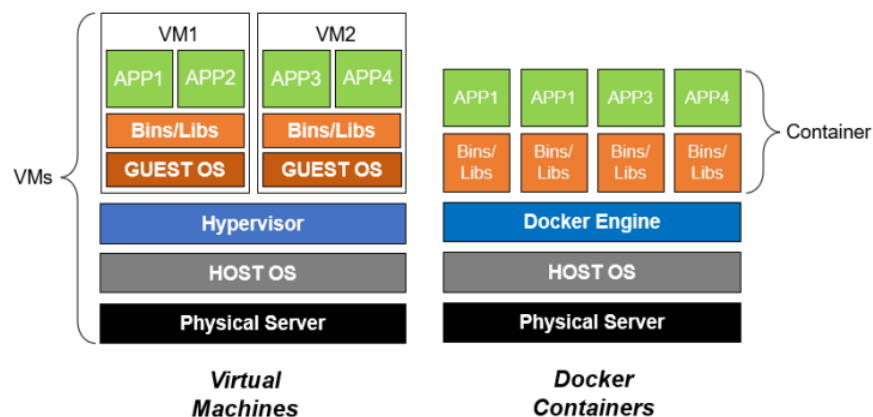 VM1
VM2
APP1
APP2
APP3
APP4
Bins/Libs
Bins/Libs
GUEST OS
GUEST OS
VMs
Hypervisor
HOST OS
Physical Server
Virtual
Machines
APP1
APP1
APP3
APP4
Bins/
Libs
Bins/
Libs
Bins/
Libs
Bins/
Libs
Container
Docker Engine
HOST OS
Physical Server
Docker
Containers